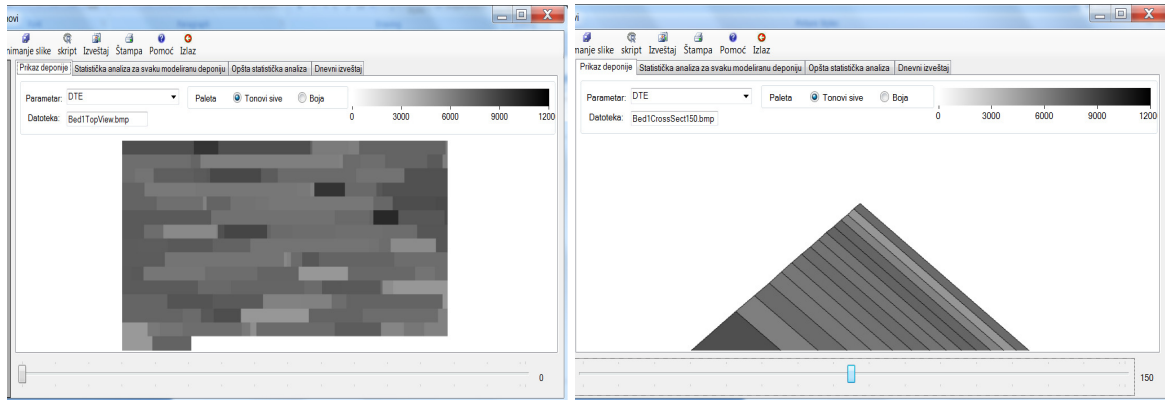 ovi
nimanje slike skript Izveštaj Štampa Pomoć Izlaz
Prikaz deponije Statistička analiza za svaku modeliranu deponiju Opšta statistička analiza Dnevni izveštaj
Parametar: DTE Paleta Tonovi sive Boja
Datoteka: Bed1TopView.bmp 0 3000 6000 9000 1200
0
vi
manje slike skript Izveštaj Štampa Pomoć Izlaz
Prikaz deponije Statistička analiza za svaku modeliranu deponiju Opšta statistička analiza Dnevni izveštaj
Parametar: DTE Paleta Tonovi sive Boja
Datoteka: Bed1CrossSect150.bmp 0 3000 6000 9000 1200
150